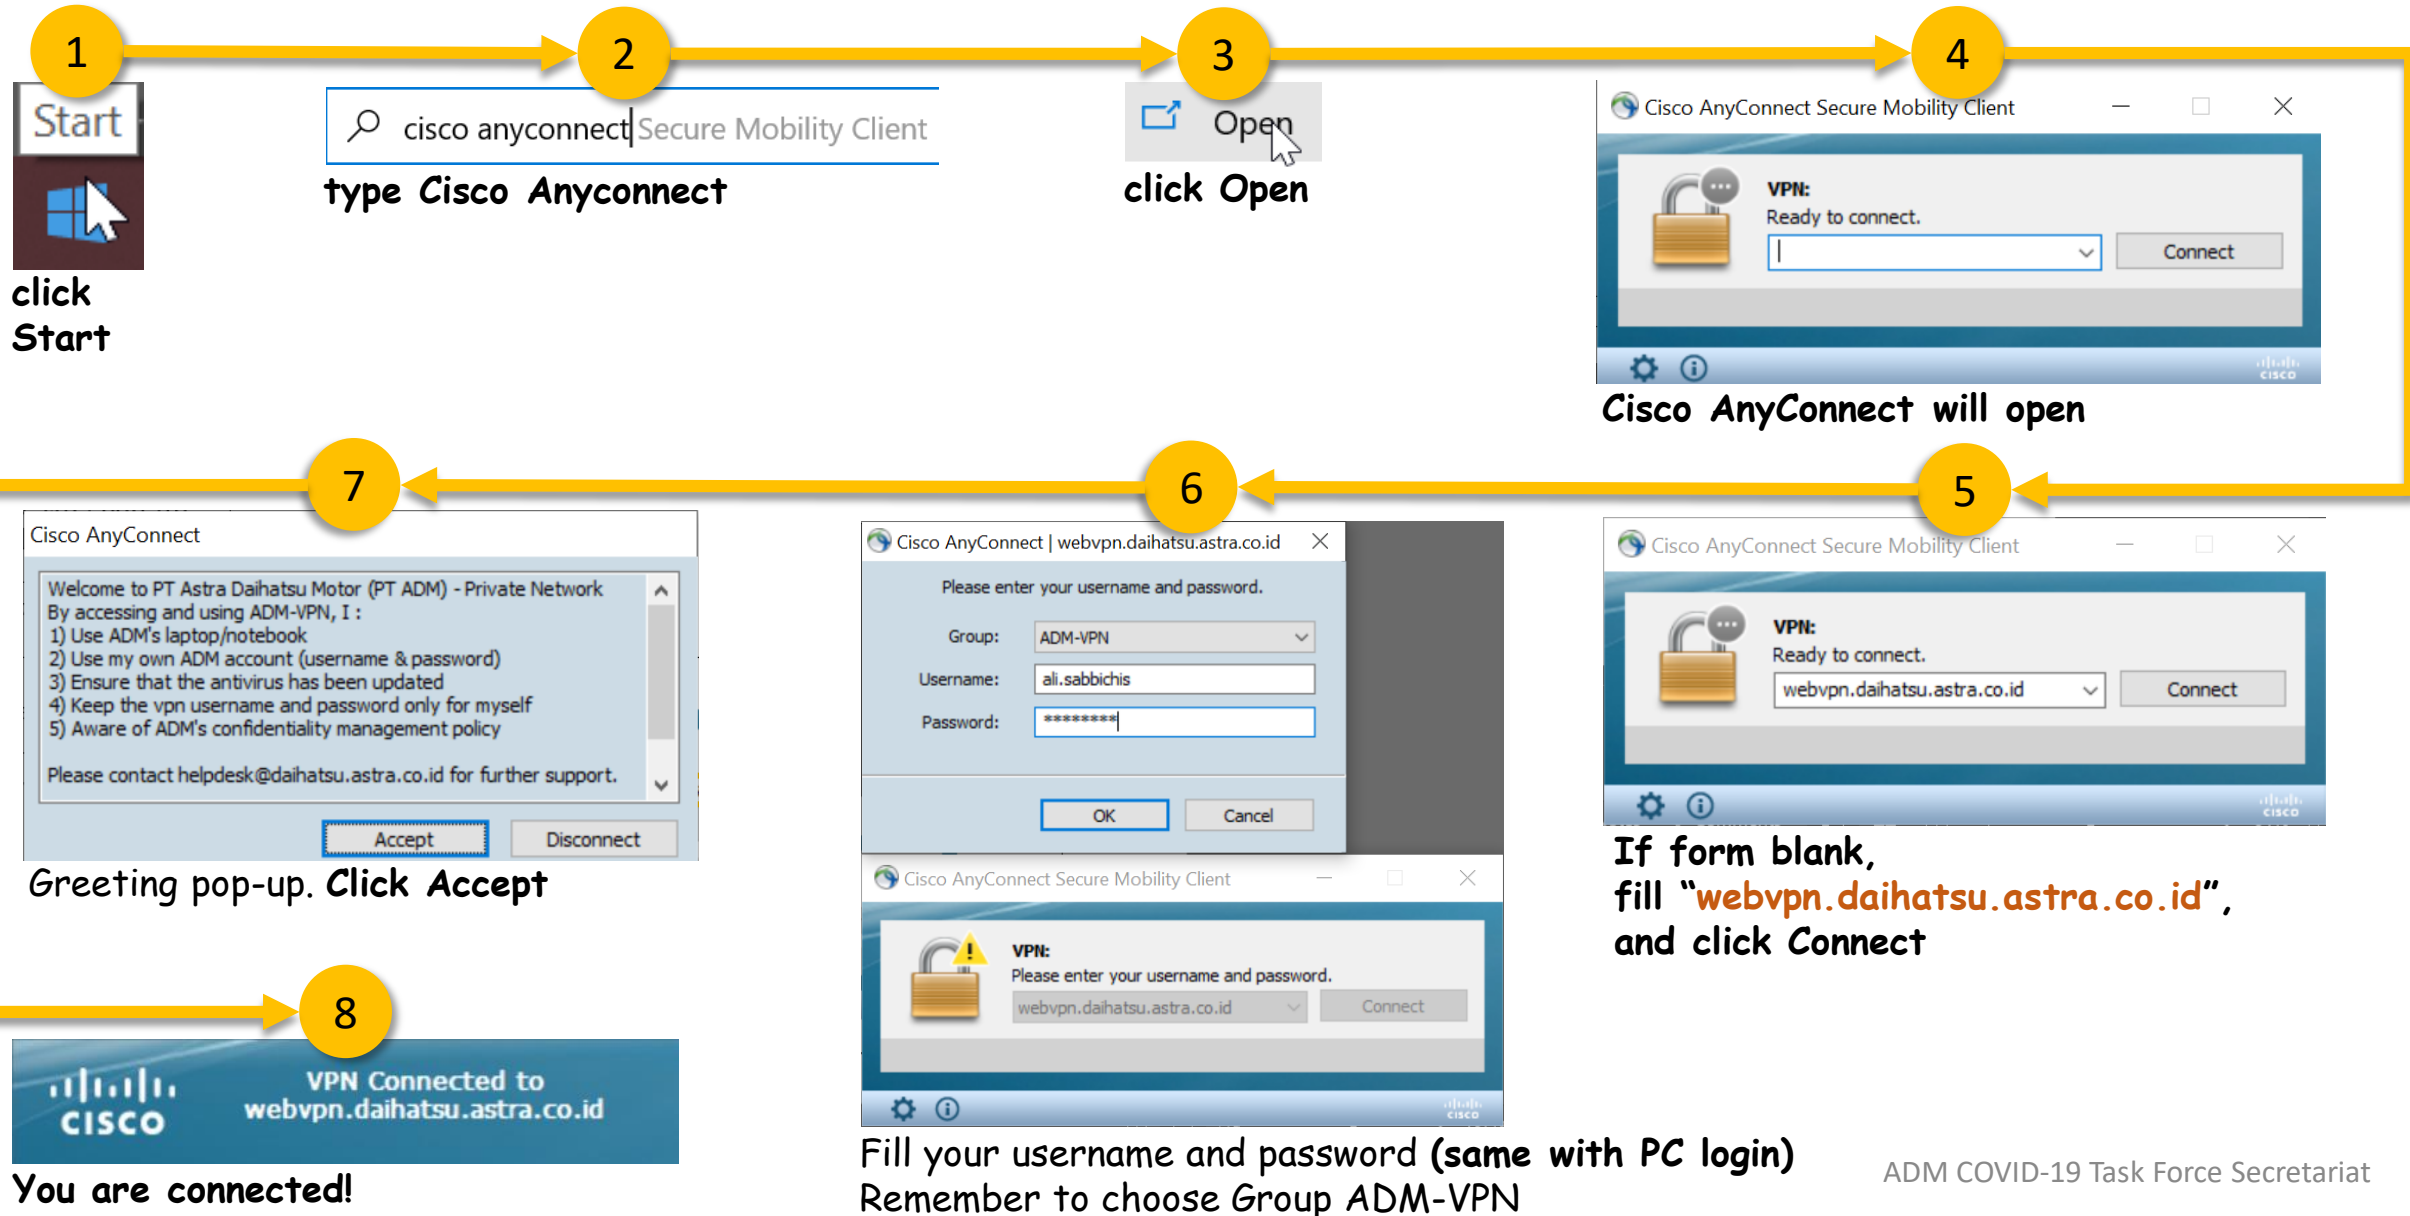 1
2
3
4
Start
click
Start
cisco anyconnect Secure Mobility Client
type Cisco Anyconnect
Open
click Open
Cisco AnyConnect Secure Mobility Client
VPN:
Ready to connect.
Connect
CISCO
Cisco AnyConnect will open
5
Cisco AnyConnect Secure Mobility Client
VPN:
Ready to connect.
webvpn.daihatsu.astra.co.id
Connect
CISCO
If form blank,
fill “webvpn.daihatsu.astra.co.id”,
and click Connect
6
Cisco AnyConnect | webvpn.daihatsu.astra.co.id
Please enter your username and password.
Group: ADM-VPN
Username: ali.sabbichis
Password: ********
OK Cancel
Cisco AnyConnect Secure Mobility Client
VPN:
Please enter your username and password.
webvpn.daihatsu.astra.co.id
Connect
CISCO
Fill your username and password (same with PC login)
Remember to choose Group ADM-VPN
7
Cisco AnyConnect
Welcome to PT Astra Daihatsu Motor (PT ADM) - Private Network
By accessing and using ADM-VPN, I :
1) Use ADM's laptop/notebook
2) Use my own ADM account (username & password)
3) Ensure that the antivirus has been updated
4) Keep the vpn username and password only for myself
5) Aware of ADM's confidentiality management policy
Please contact helpdesk@daihatsu.astra.co.id for further support.
Accept Disconnect
Greeting pop-up. Click Accept
8
CISCO
VPN Connected to
webvpn.daihatsu.astra.co.id
You are connected!
ADM COVID-19 Task Force Secretariat